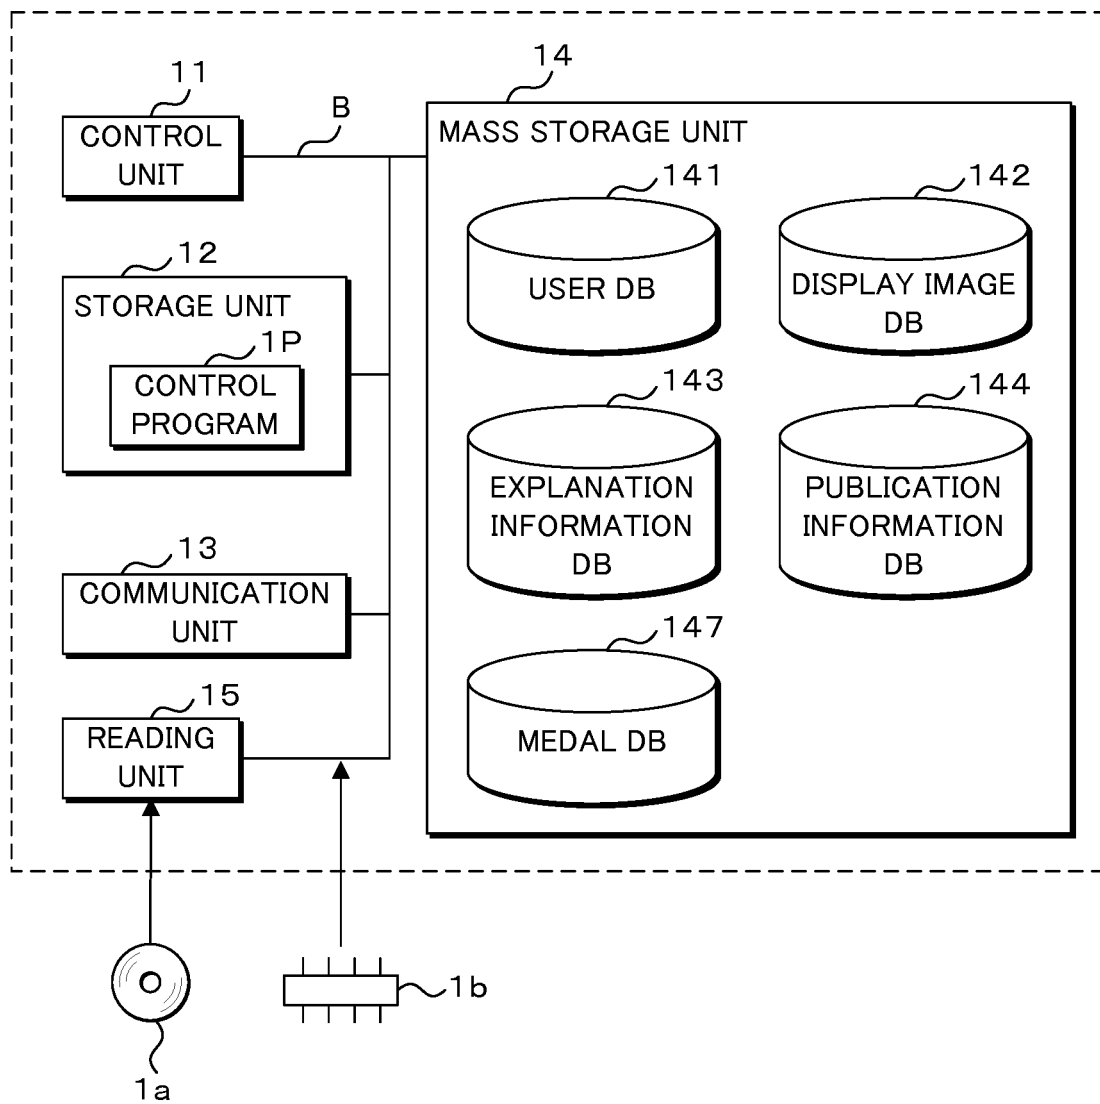 11
CONTROL
UNIT
B
14
MASS STORAGE UNIT
141
USER DB
142
DISPLAY IMAGE
DB
12
STORAGE UNIT
1P
CONTROL
PROGRAM
143
EXPLANATION
INFORMATION
DB
144
PUBLICATION
INFORMATION
DB
13
COMMUNICATION
UNIT
147
MEDAL DB
15
READING
UNIT
1a
1b